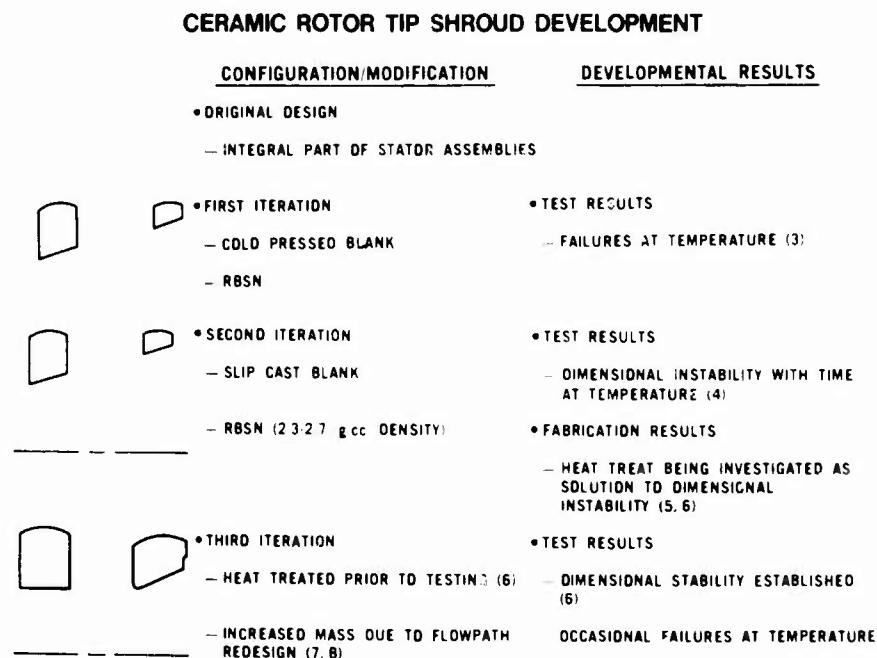 CERAMIC ROTOR TIP SHROUD DEVELOPMENT
CONFIGURATION/MODIFICATION
DEVELOPMENTAL RESULTS
• ORIGINAL DESIGN
— INTEGRAL PART OF STATOR ASSEMBLIES
• FIRST ITERATION
— COLD PRESSED BLANK
— RBSN
• TEST RESULTS
— FAILURES AT TEMPERATURE (3)
• SECOND ITERATION
— SLIP CAST BLANK
— RBSN (2.3-2.7 g cc DENSITY)
• TEST RESULTS
— DIMENSIONAL INSTABILITY WITH TIME
AT TEMPERATURE (4)
• FABRICATION RESULTS
— HEAT TREAT BEING INVESTIGATED AS
SOLUTION TO DIMENSIONAL
INSTABILITY (5, 6)
• THIRD ITERATION
— HEAT TREATED PRIOR TO TESTING (6)
— INCREASED MASS DUE TO FLOWPATH
REDESIGN (7, 8)
• TEST RESULTS
— DIMENSIONAL STABILITY ESTABLISHED
(6)
OCCASIONAL FAILURES AT TEMPERATURE